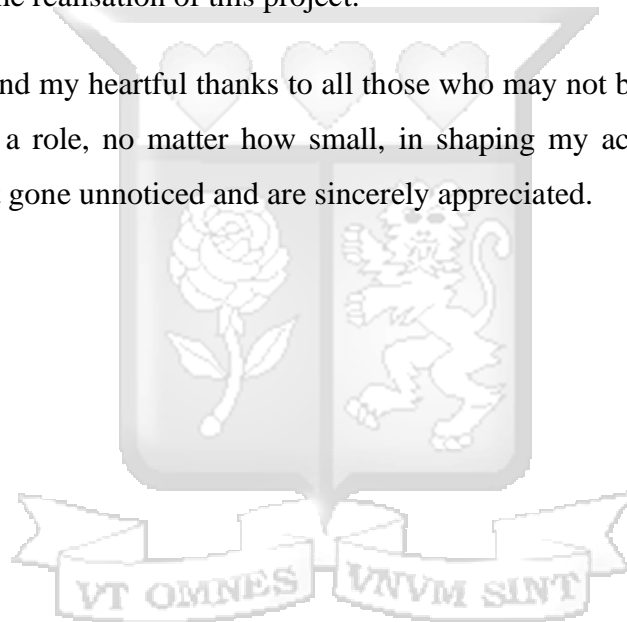 ne realisation of this project.
nd my heartful thanks to all those who may not b
a role, no matter how small, in shaping my ac
gone unnoticed and are sincerely appreciated.
VT OMNES VNVM SINT